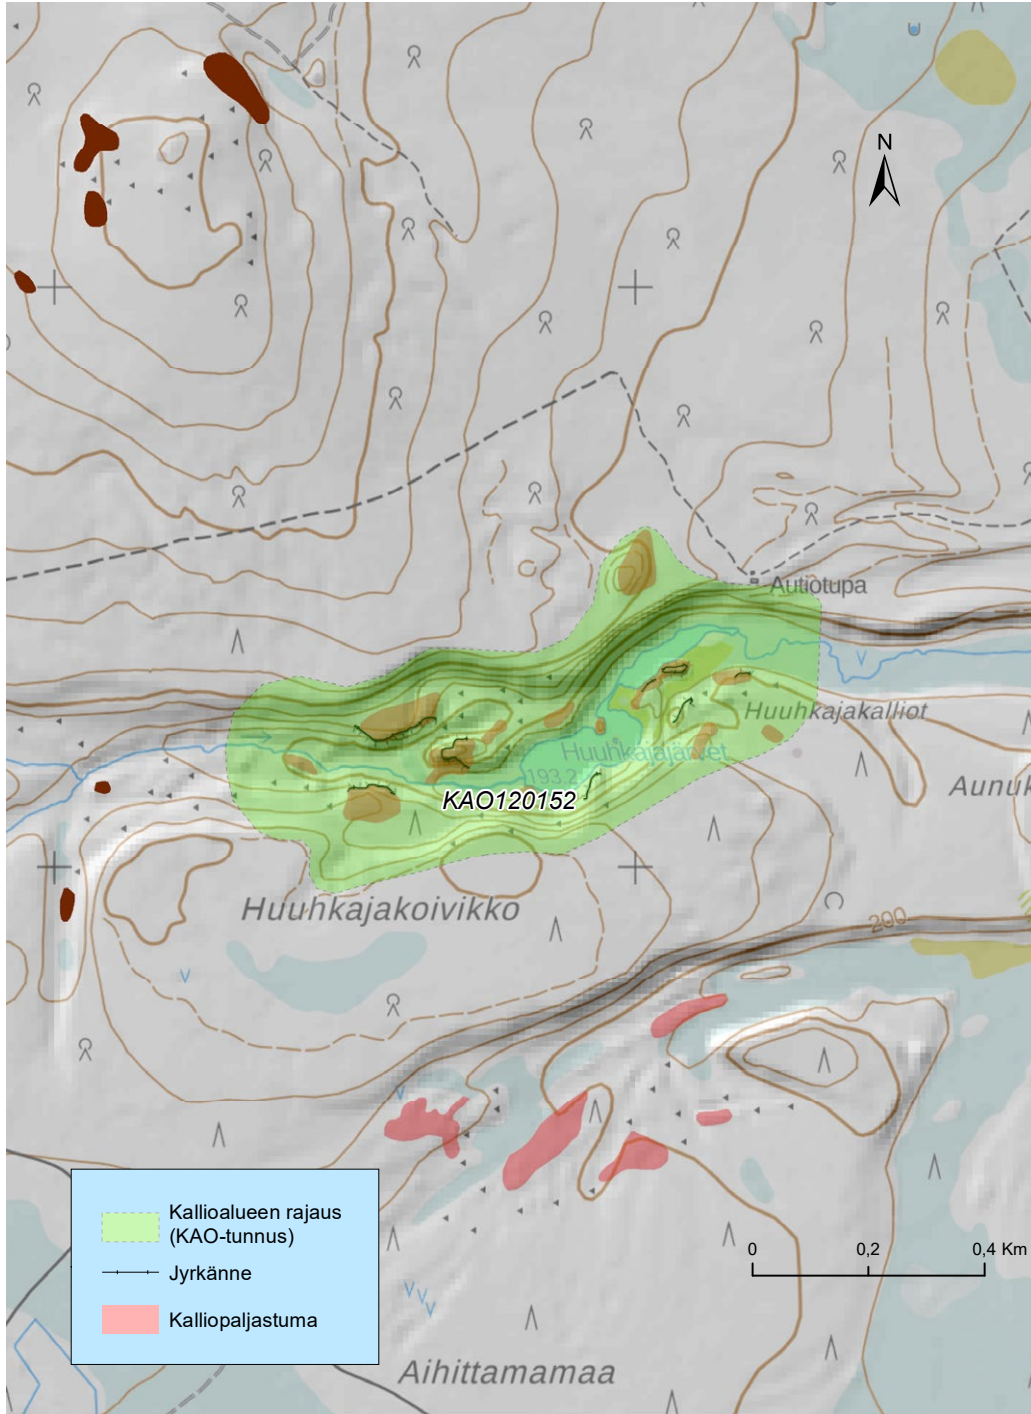 N
Autiotupa
Huuhkajakalliot
Huuhkajajärvet
193.2
Aunuk
KAO120152
Huuhkajakoivikko
200
Kallioalueen rajaus
(KAO-tunnus)
Jyrkänne
Kalliopaljastuma
0 0,2 0,4 Km
Aihittamamaa